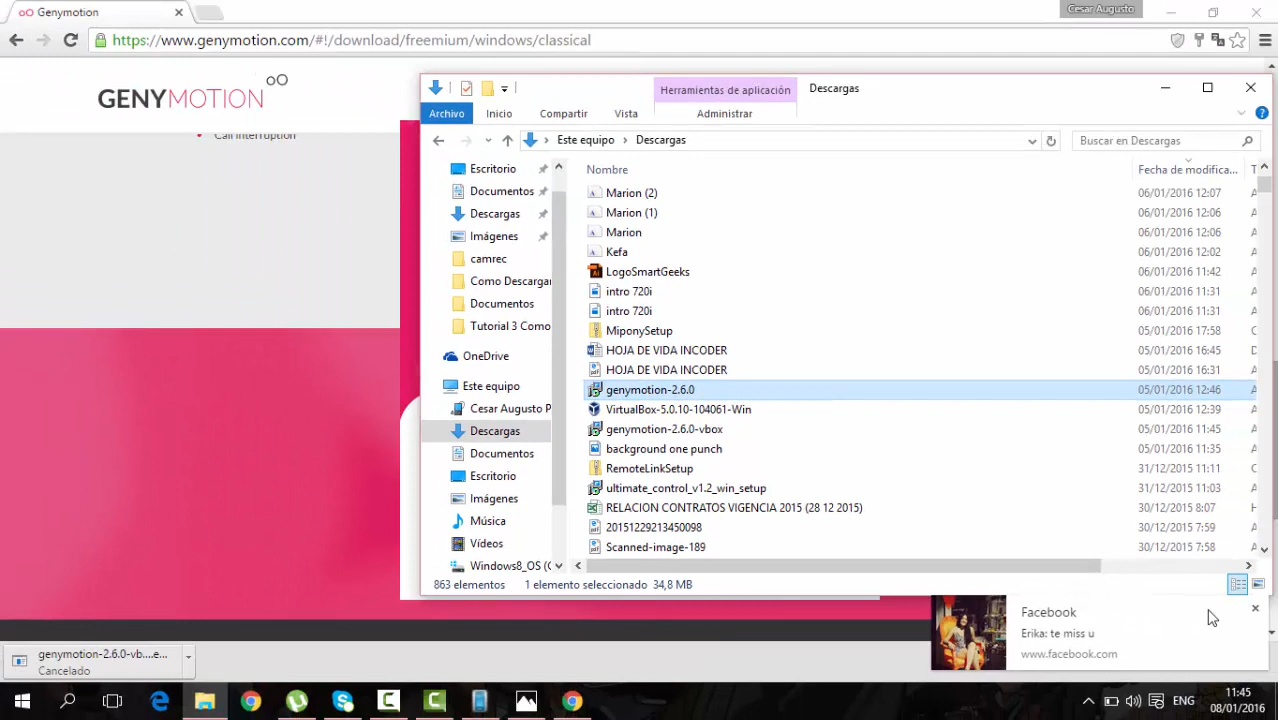 Genymotion
Cesar Augusto
https://www.genymotion.com/#!/download/freemium/windows/classical
GENYMOTION
Call interruption
Herramientas de aplicación
Descargas
Archivo
Inicio
Compartir
Vista
Administrar
Este equipo
Descargas
Buscar en Descargas
Escritorio
Documentos
Descargas
Imágenes
camrec
Como Descarga
Documentos
Tutorial 3 Como
OneDrive
Este equipo
Cesar Augusto P
Descargas
Documentos
Escritorio
Imágenes
Música
Vídeos
Windows8_OS (C
Nombre
Fecha de modifica...
T
Marion (2) 06/01/2016 12:07 A
Marion (1) 06/01/2016 12:06 A
Marion 06/01/2016 12:06 A
Kefa 06/01/2016 12:02 A
LogoSmartGeeks 06/01/2016 11:42 A
intro 720i 06/01/2016 11:31 A
intro 720i 06/01/2016 11:31 A
MiponySetup 05/01/2016 17:58 C
HOJA DE VIDA INCODER 05/01/2016 16:45 D
HOJA DE VIDA INCODER 05/01/2016 16:31 A
genymotion-2.6.0 05/01/2016 12:46 A
VirtualBox-5.0.10-104061-Win 05/01/2016 12:39 A
genymotion-2.6.0-vbox 05/01/2016 11:45 A
background one punch 05/01/2016 11:35 A
RemoteLinkSetup 31/12/2015 11:11 C
ultimate_control_v1.2_win_setup 31/12/2015 11:03 A
RELACION CONTRATOS VIGENCIA 2015 (28 12 2015) 30/12/2015 8:07 H
20151229213450098 30/12/2015 7:59 A
Scanned-image-189 30/12/2015 7:58 A
863 elementos
1 elemento seleccionado 34,8 MB
Facebook
Erika: te miss u
www.facebook.com
genymotion-2.6.0-vb....e...
Cancelado
ENG
11:45
08/01/2016